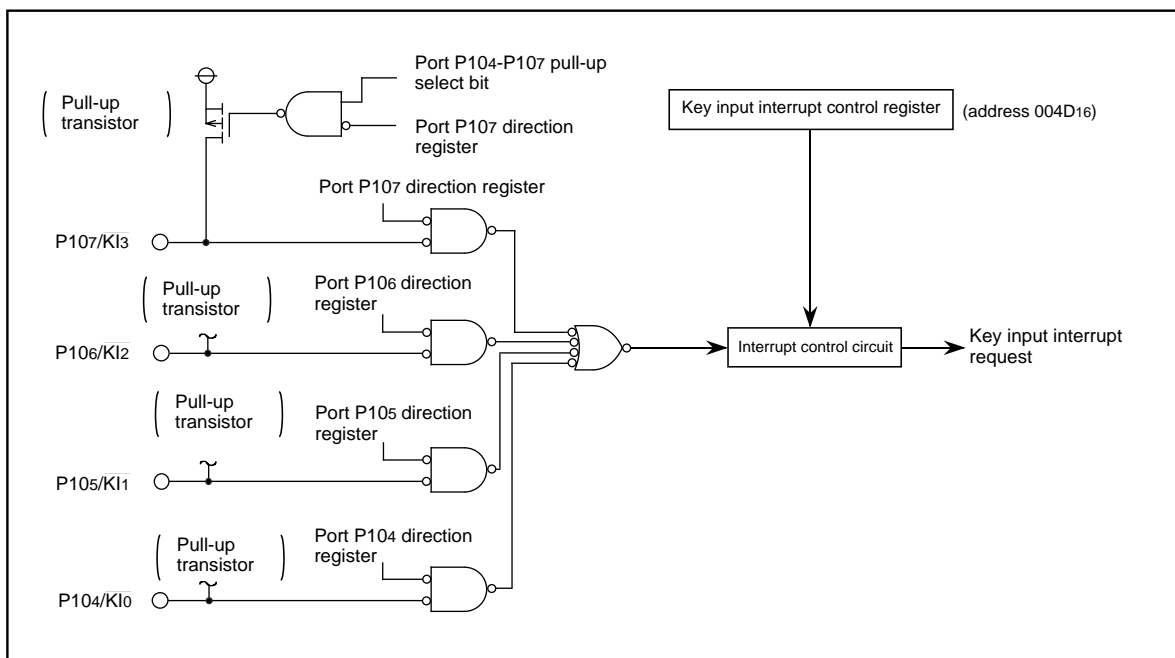 Port P104-P107 pull-up
select bit
Pull-up
transistor
Port P107 direction
register
Key input interrupt control register
(address 004D16)
Port P107 direction register
P107/KI3
Pull-up
transistor
Port P106 direction
register
P106/KI2
Interrupt control circuit
Key input interrupt
request
Pull-up
transistor
Port P105 direction
register
P105/KI1
Pull-up
transistor
Port P104 direction
register
P104/KI0